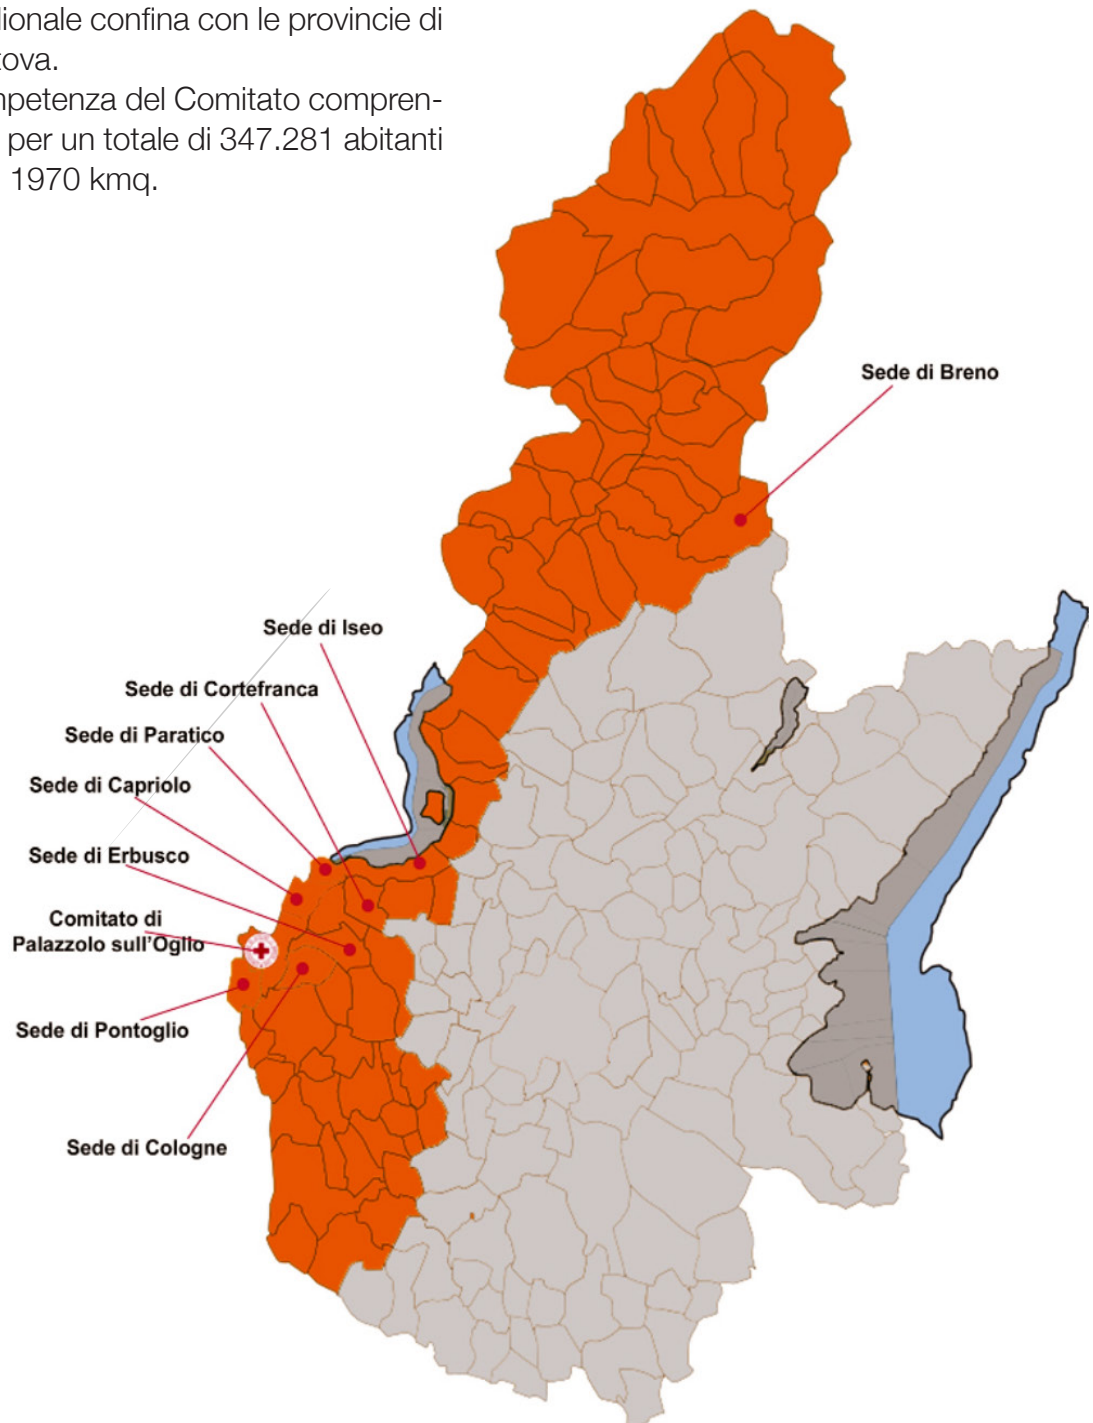 lionale confina con le provincie di
tova.
mpetenza del Comitato compren-
per un totale di 347.281 abitanti
1970 kmq.
Sede di Breno
Sede di Iseo
Sede di Cortefranca
Sede di Paratico
Sede di Capriolo
Sede di Erbusco
Comitato di
Palazzolo sull'Oglio
Sede di Pontoglio
Sede di Cologne